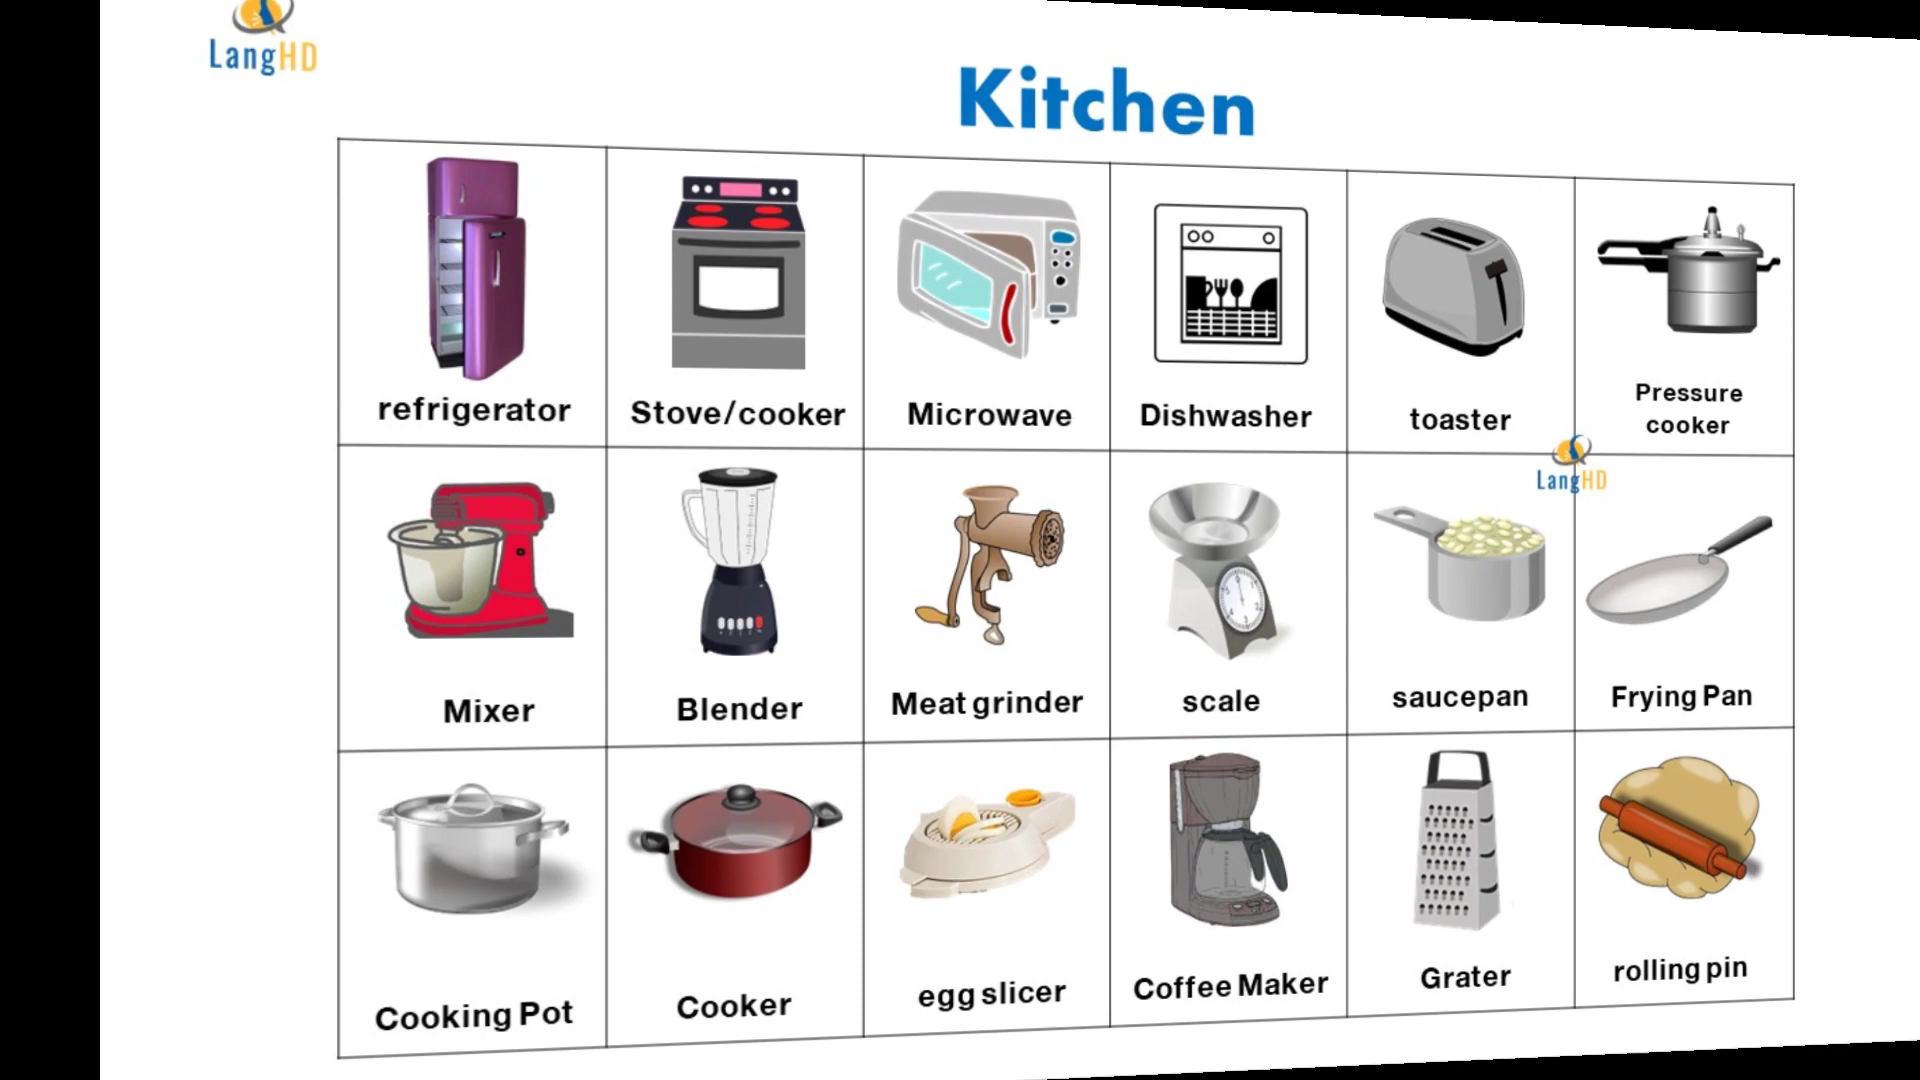 LangHD
Kitchen
refrigerator
Stove/cooker
Microwave
Dishwasher
toaster
Pressure
cooker
LangHD
Mixer
Blender
Meat grinder
scale
saucepan
Frying Pan
Cooking Pot
Cooker
egg slicer
Coffee Maker
Grater
rolling pin